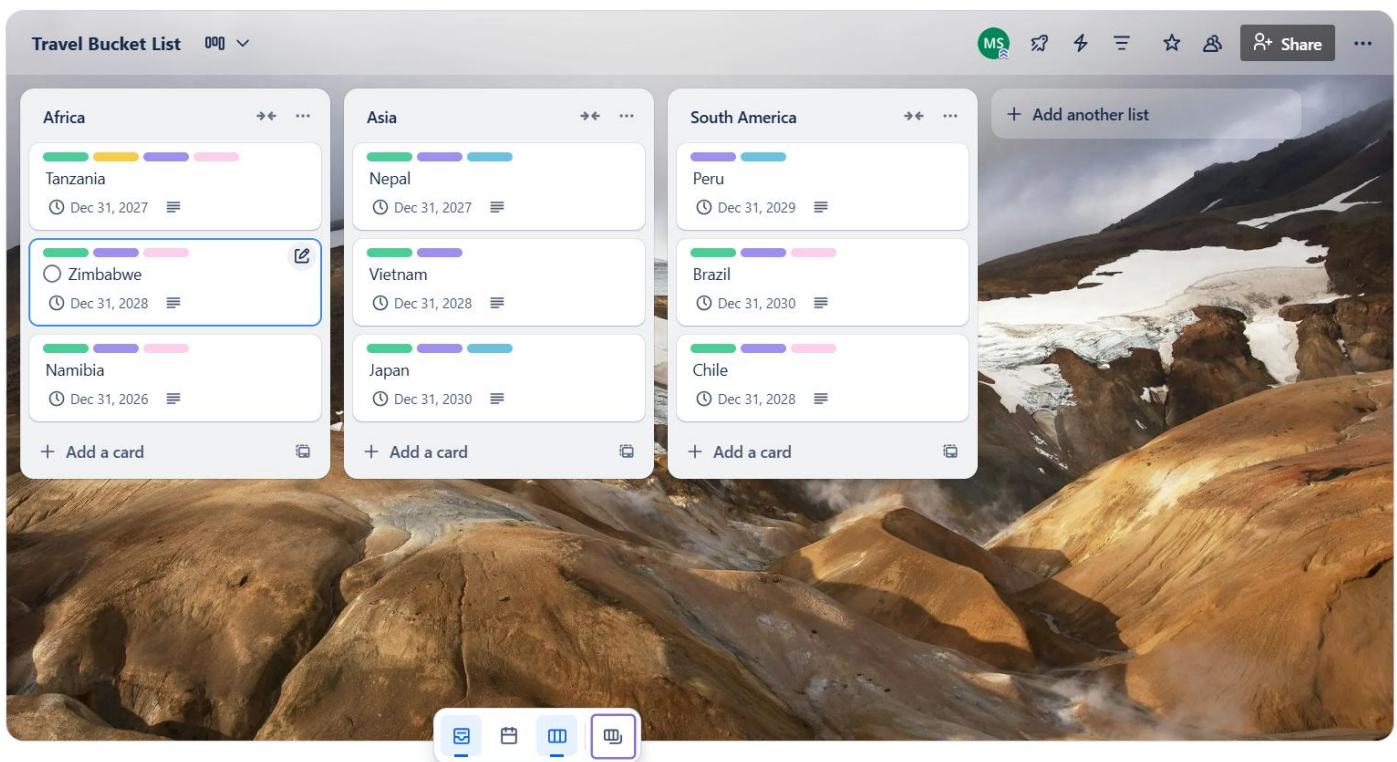 Travel Bucket List
MS
Share
Africa
Tanzania
Dec 31, 2027
Zimbabwe
Dec 31, 2028
Namibia
Dec 31, 2026
Add a card
Asia
Nepal
Dec 31, 2027
Vietnam
Dec 31, 2028
Japan
Dec 31, 2030
Add a card
South America
Peru
Dec 31, 2029
Brazil
Dec 31, 2030
Chile
Dec 31, 2028
Add a card
Add another list